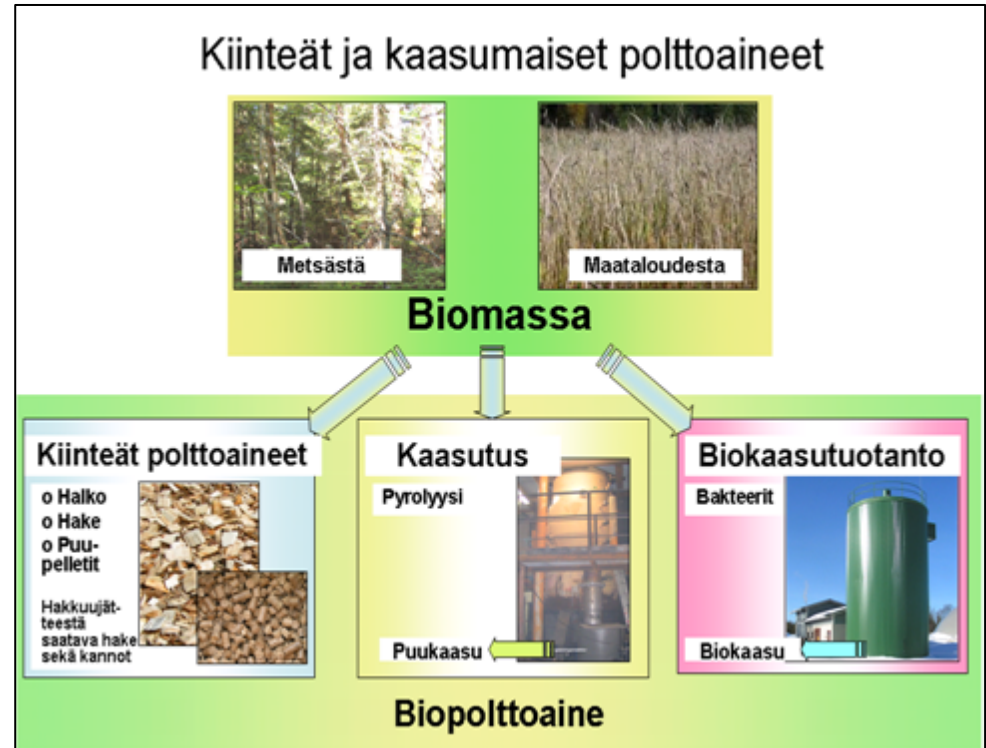 Kiinteät ja kaasumaiset polttoaineet
Metsästä
Maataloudesta
Biomassa
Kiinteät polttoaineet
o Halko
o Hake
o Puu-
pelletit
Hakkuujät-
teestä
saatava hake
sekä kannot
Kaasutus
Pyrolyysi
Puukaasu
Biokaasutuotanto
Bakteerit
Biokaasu
Biopolttoaine